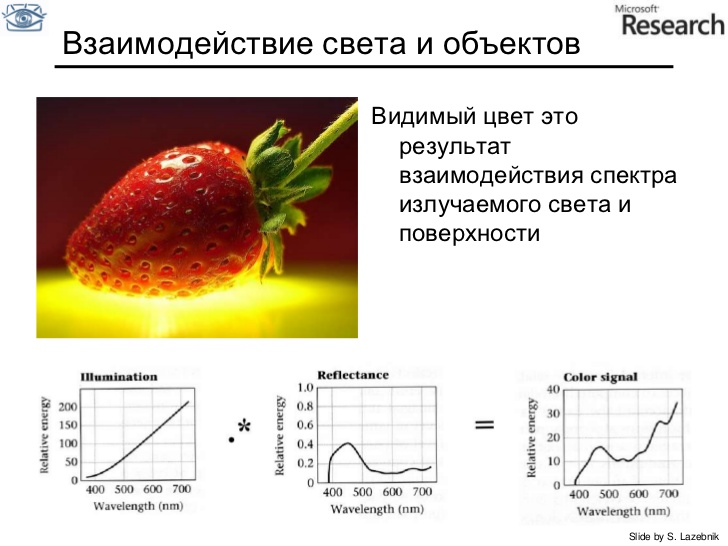 Microsoft
Research
Взаимодействие света и объектов
Видимый цвет это
результат
взаимодействия спектра
излучаемого света и
поверхности
Illumination
Relative energy
200
150
100
50
0
400 500 600 700
Wavelength (nm)
.*
Reflectance
Relative energy
1.0
0.8
0.6
0.4
0.2
0
400 500 600 700
Wavelength (nm)
=
Color signal
Relative energy
40
30
20
10
0
400 500 600 700
Wavelength (nm)
Slide by S. Lazebnik